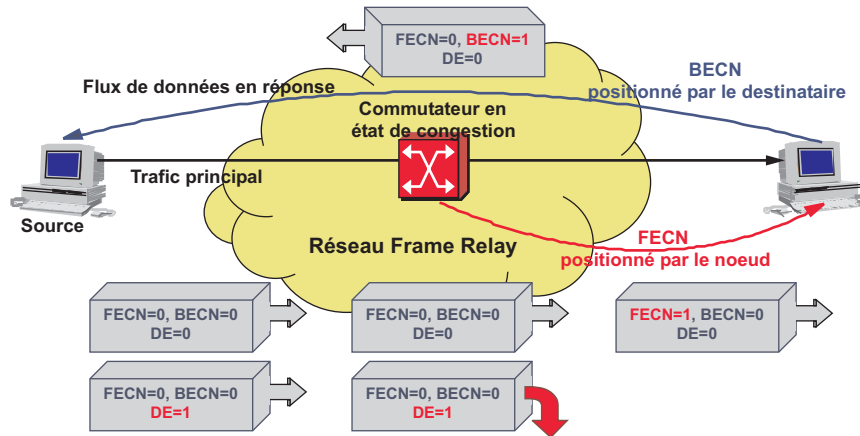 FECN=0, BECN=1
DE=0
BECN
positionné par le destinataire
Flux de données en réponse
Commutateur en
état de congestion
Trafic principal
Source
Réseau Frame Relay
FECN
positionné par le noeud
FECN=0, BECN=0
DE=0
FECN=0, BECN=0
DE=0
FECN=1, BECN=0
DE=0
FECN=0, BECN=0
DE=1
FECN=0, BECN=0
DE=1